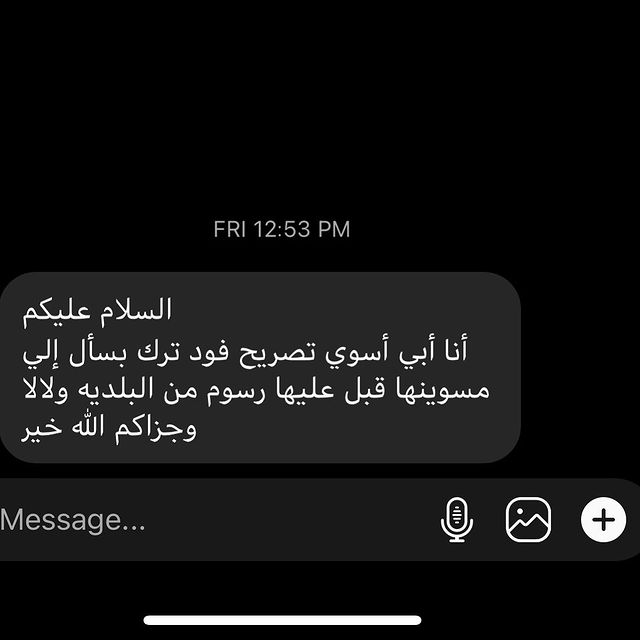 FRI 12:53 PM
السلام عليكم
أنا أبي أسوي تصريح فود ترك بسأل إلي
مسوينها قبل عليها رسوم من البلديه ولالا
وجزاكم الله خير
Message...